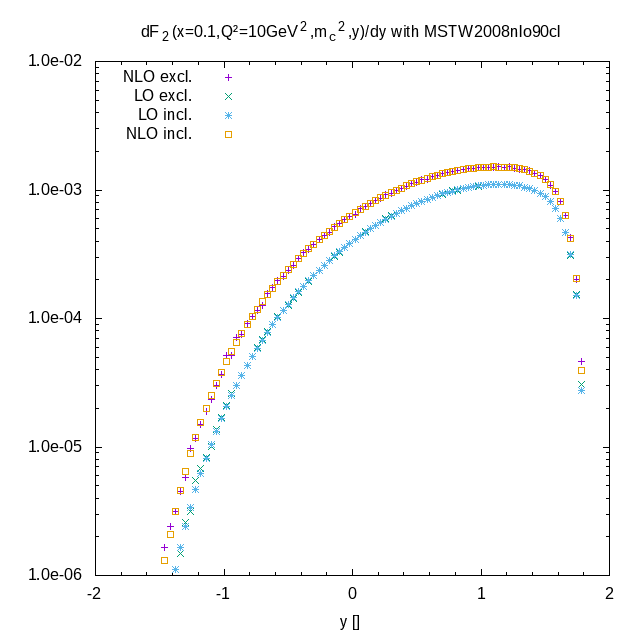 dF2(x=0.1,Q²=10GeV²,mc²,y)/dy with MSTW2008nlo90cl
1.0e-02
NLO excl.
LO excl.
LO incl.
NLO incl.
1.0e-03
1.0e-04
1.0e-05
1.0e-06
-2 -1 0 1 2
y []